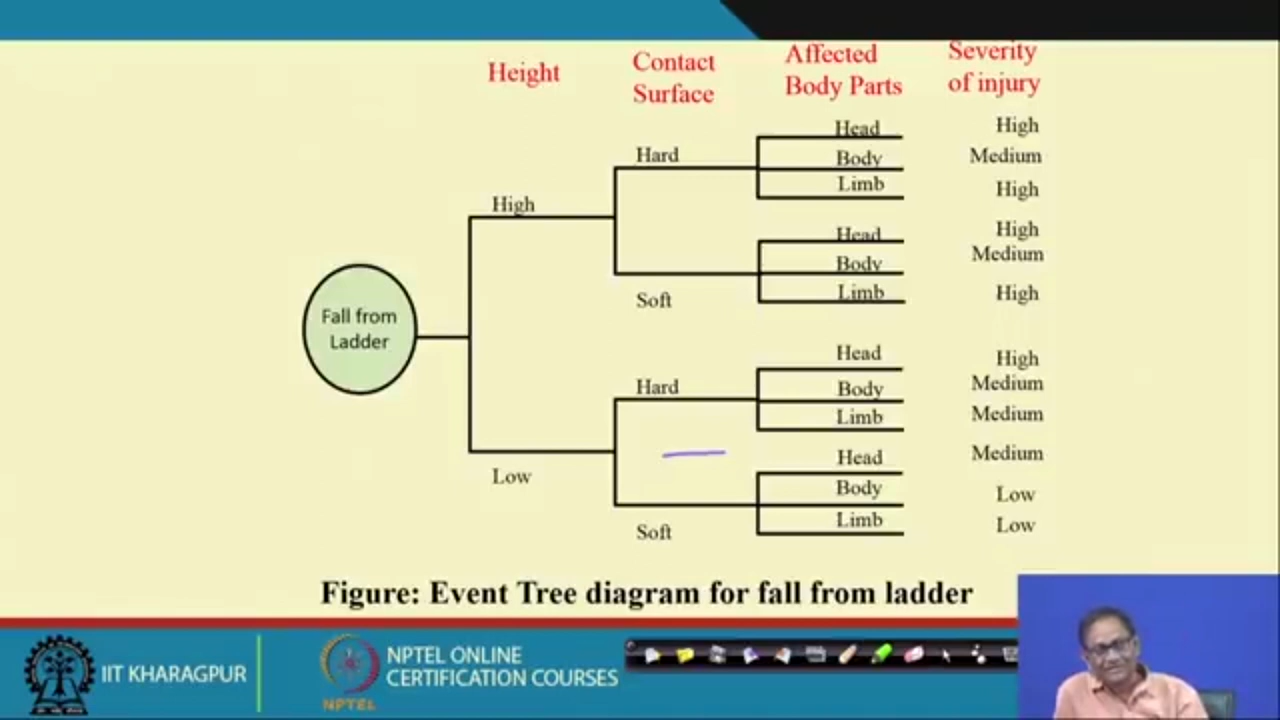 Height
Contact
Surface
Affected
Body Parts
Severity
of injury
Fall from
Ladder
High
Hard
Head
High
Body
Medium
Limb
High
Soft
Head
High
Body
Medium
Limb
High
Low
Hard
Head
High
Body
Medium
Limb
Medium
Soft
Head
Medium
Body
Low
Limb
Low
Figure: Event Tree diagram for fall from ladder
IIT KHARAGPUR
NPTEL
NPTEL ONLINE
CERTIFICATION COURSES